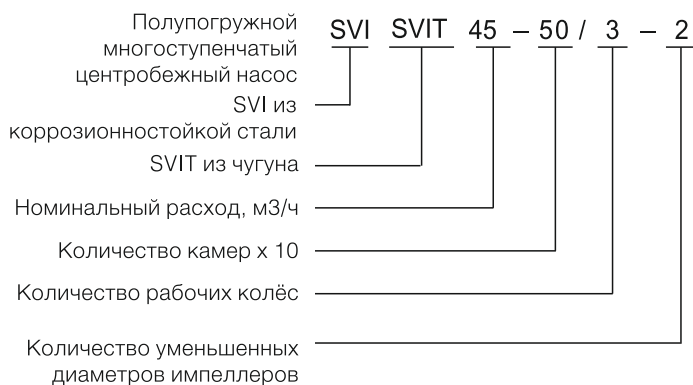 Полупогружной
многоступенчатый
центробежный насос
SVI SVIT 45 – 50 / 3 – 2
SVI из
коррозионностойкой стали
SVIT из чугуна
Номинальный расход, м3/ч
Количество камер х 10
Количество рабочих колёс
Количество уменьшенных
диаметров импеллеров